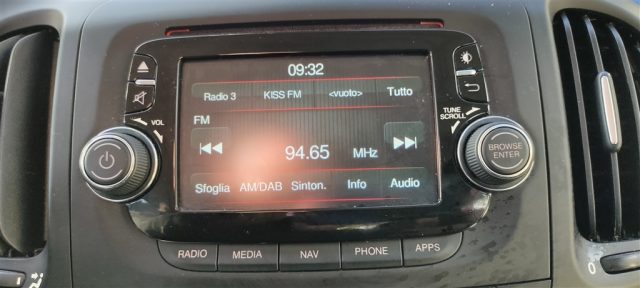 09:32
Radio 3 KISS FM <vuoto> Tutto
FM
94.65 MHz
Sfoglia AM/DAB Sinton. Info Audio
VOL
TUNE
SCROLL
BROWSE
ENTER
RADIO MEDIA NAV PHONE APPS
0